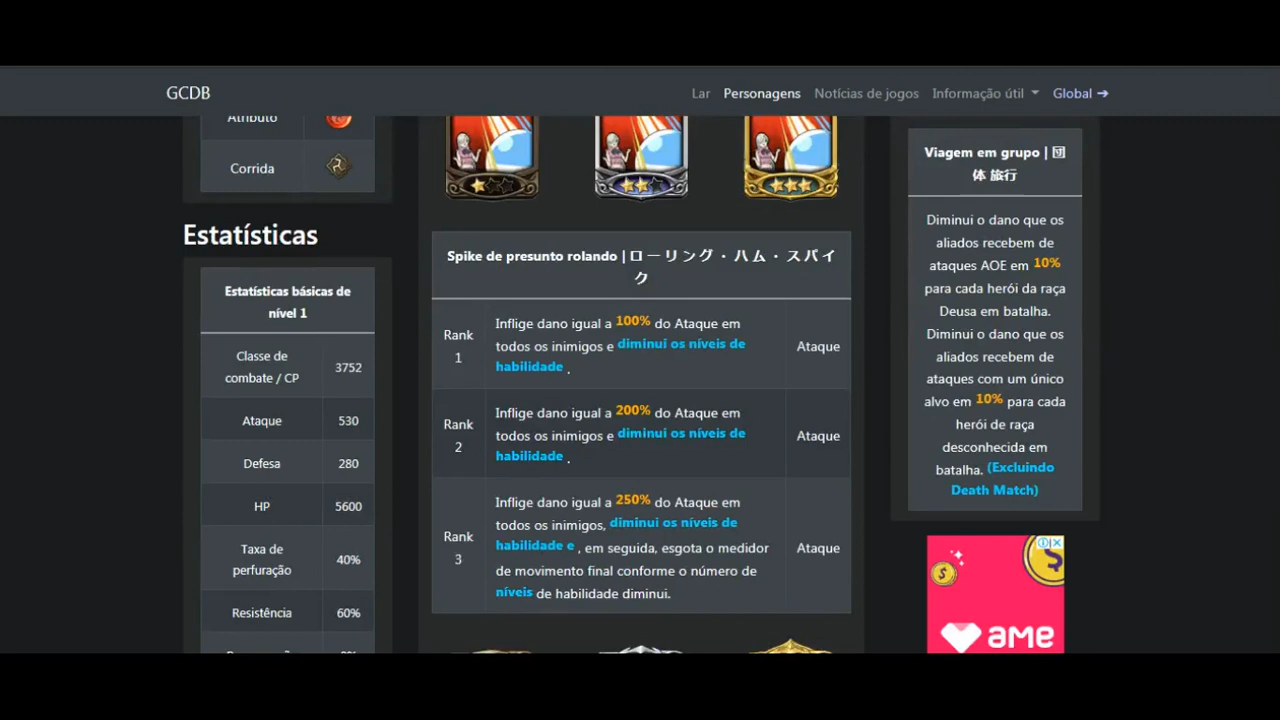 GCDB
Lar
Personagens
Notícias de jogos
Informação útil
Global ➔
Atributo
Corrida
Estatísticas
Estatísticas básicas de
nível 1
Classe de
combate / CP
3752
Ataque
530
Defesa
280
HP
5600
Taxa de
perfuração
40%
Resistência
60%
Spike de presunto rolando | ローリング・ハム・スパイ
ク
Rank
1
Inflige dano igual a 100% do Ataque em
todos os inimigos e diminui os níveis de
habilidade .
Ataque
Rank
2
Inflige dano igual a 200% do Ataque em
todos os inimigos e diminui os níveis de
habilidade .
Ataque
Rank
3
Inflige dano igual a 250% do Ataque em
todos os inimigos, diminui os níveis de
habilidade e , em seguida, esgota o medidor
de movimento final conforme o número de
níveis de habilidade diminui.
Ataque
Viagem em grupo | 団
体 旅行
Diminui o dano que os
aliados recebem de
ataques AOE em 10%
para cada herói da raça
Deusa em batalha.
Diminui o dano que os
aliados recebem de
ataques com um único
alvo em 10% para cada
herói de raça
desconhecida em
batalha. (Excluindo
Death Match)
ame